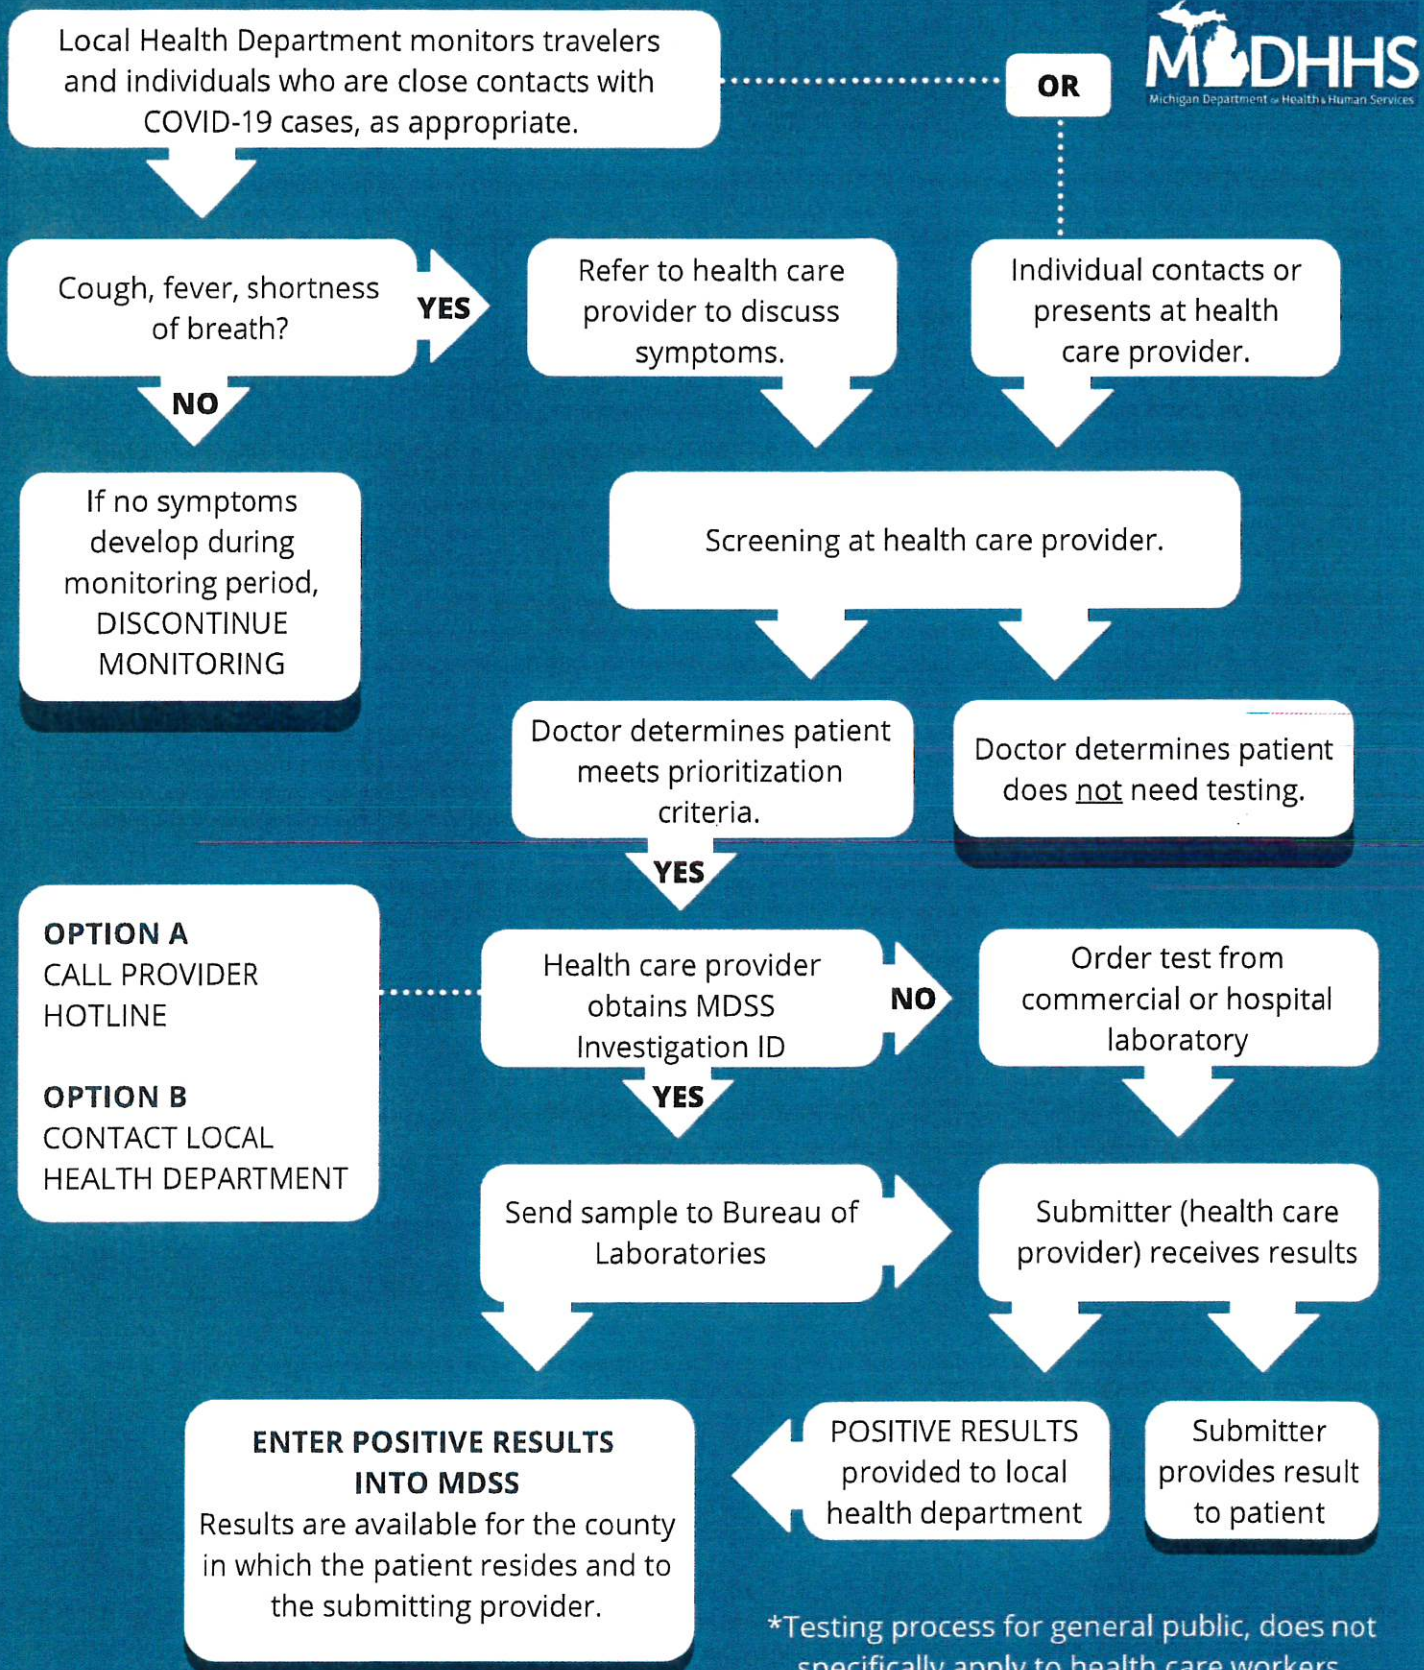 Local Health Department monitors travelers
and individuals who are close contacts with
COVID-19 cases, as appropriate.
OR
MDHHS
Michigan Department of Health & Human Services
Cough, fever, shortness
of breath?
YES
Refer to health care
provider to discuss
symptoms.
Individual contacts or
presents at health
care provider.
NO
If no symptoms
develop during
monitoring period,
DISCONTINUE
MONITORING
Screening at health care provider.
Doctor determines patient
meets prioritization
criteria.
Doctor determines patient
does not need testing.
YES
OPTION A
CALL PROVIDER
HOTLINE
OPTION B
CONTACT LOCAL
HEALTH DEPARTMENT
Health care provider
obtains MDSS
Investigation ID
NO
Order test from
commercial or hospital
laboratory
YES
Send sample to Bureau of
Laboratories
Submitter (health care
provider) receives results
ENTER POSITIVE RESULTS
INTO MDSS
Results are available for the county
in which the patient resides and to
the submitting provider.
POSITIVE RESULTS
provided to local
health department
Submitter
provides result
to patient
*Testing process for general public, does not
specifically apply to health care workers